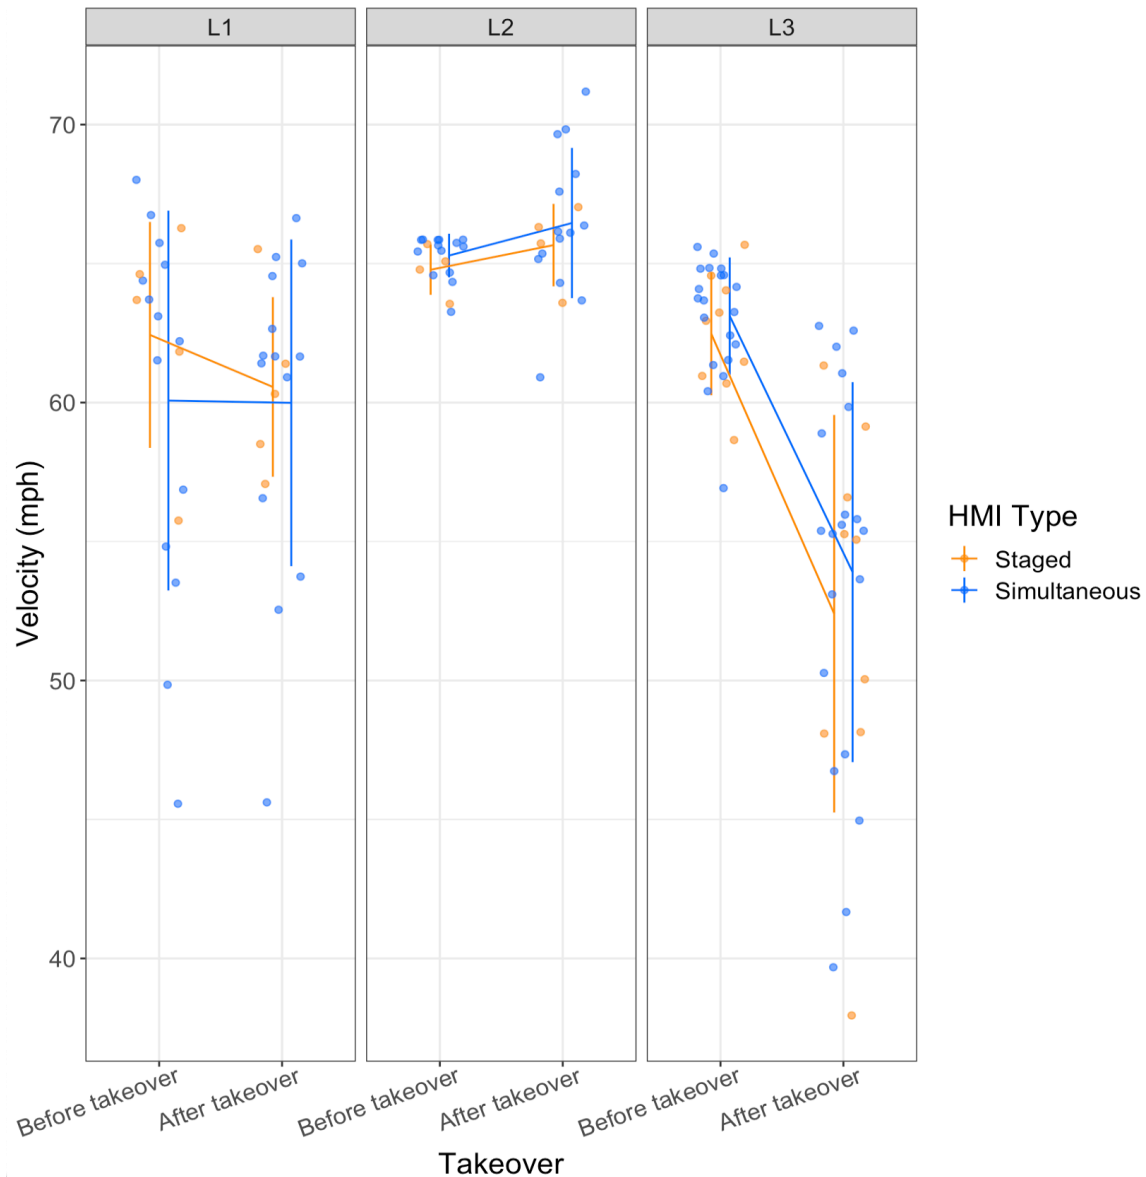 L1 L2 L3
70
60
50
40
Velocity (mph)
Before takeover After takeover Before takeover After takeover Before takeover After takeover
Takeover
HMI Type
Staged
Simultaneous